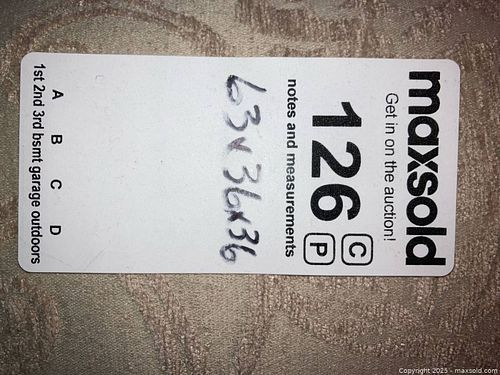 maxsold
Get in on the auction!
126 C P
notes and measurements
63 x 36 x 36
A B C D
1st 2nd 3rd bsmt garage outdoors
Copyright 2025 - maxsold.com